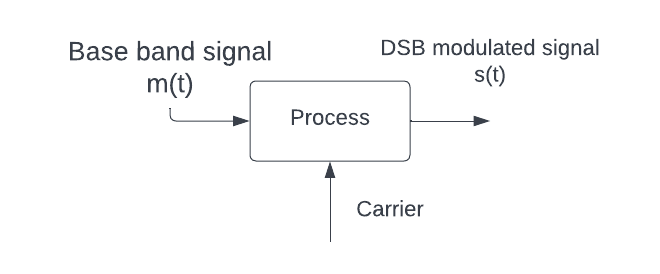 Base band signal
m(t)
DSB modulated signal
s(t)
Process
Carrier